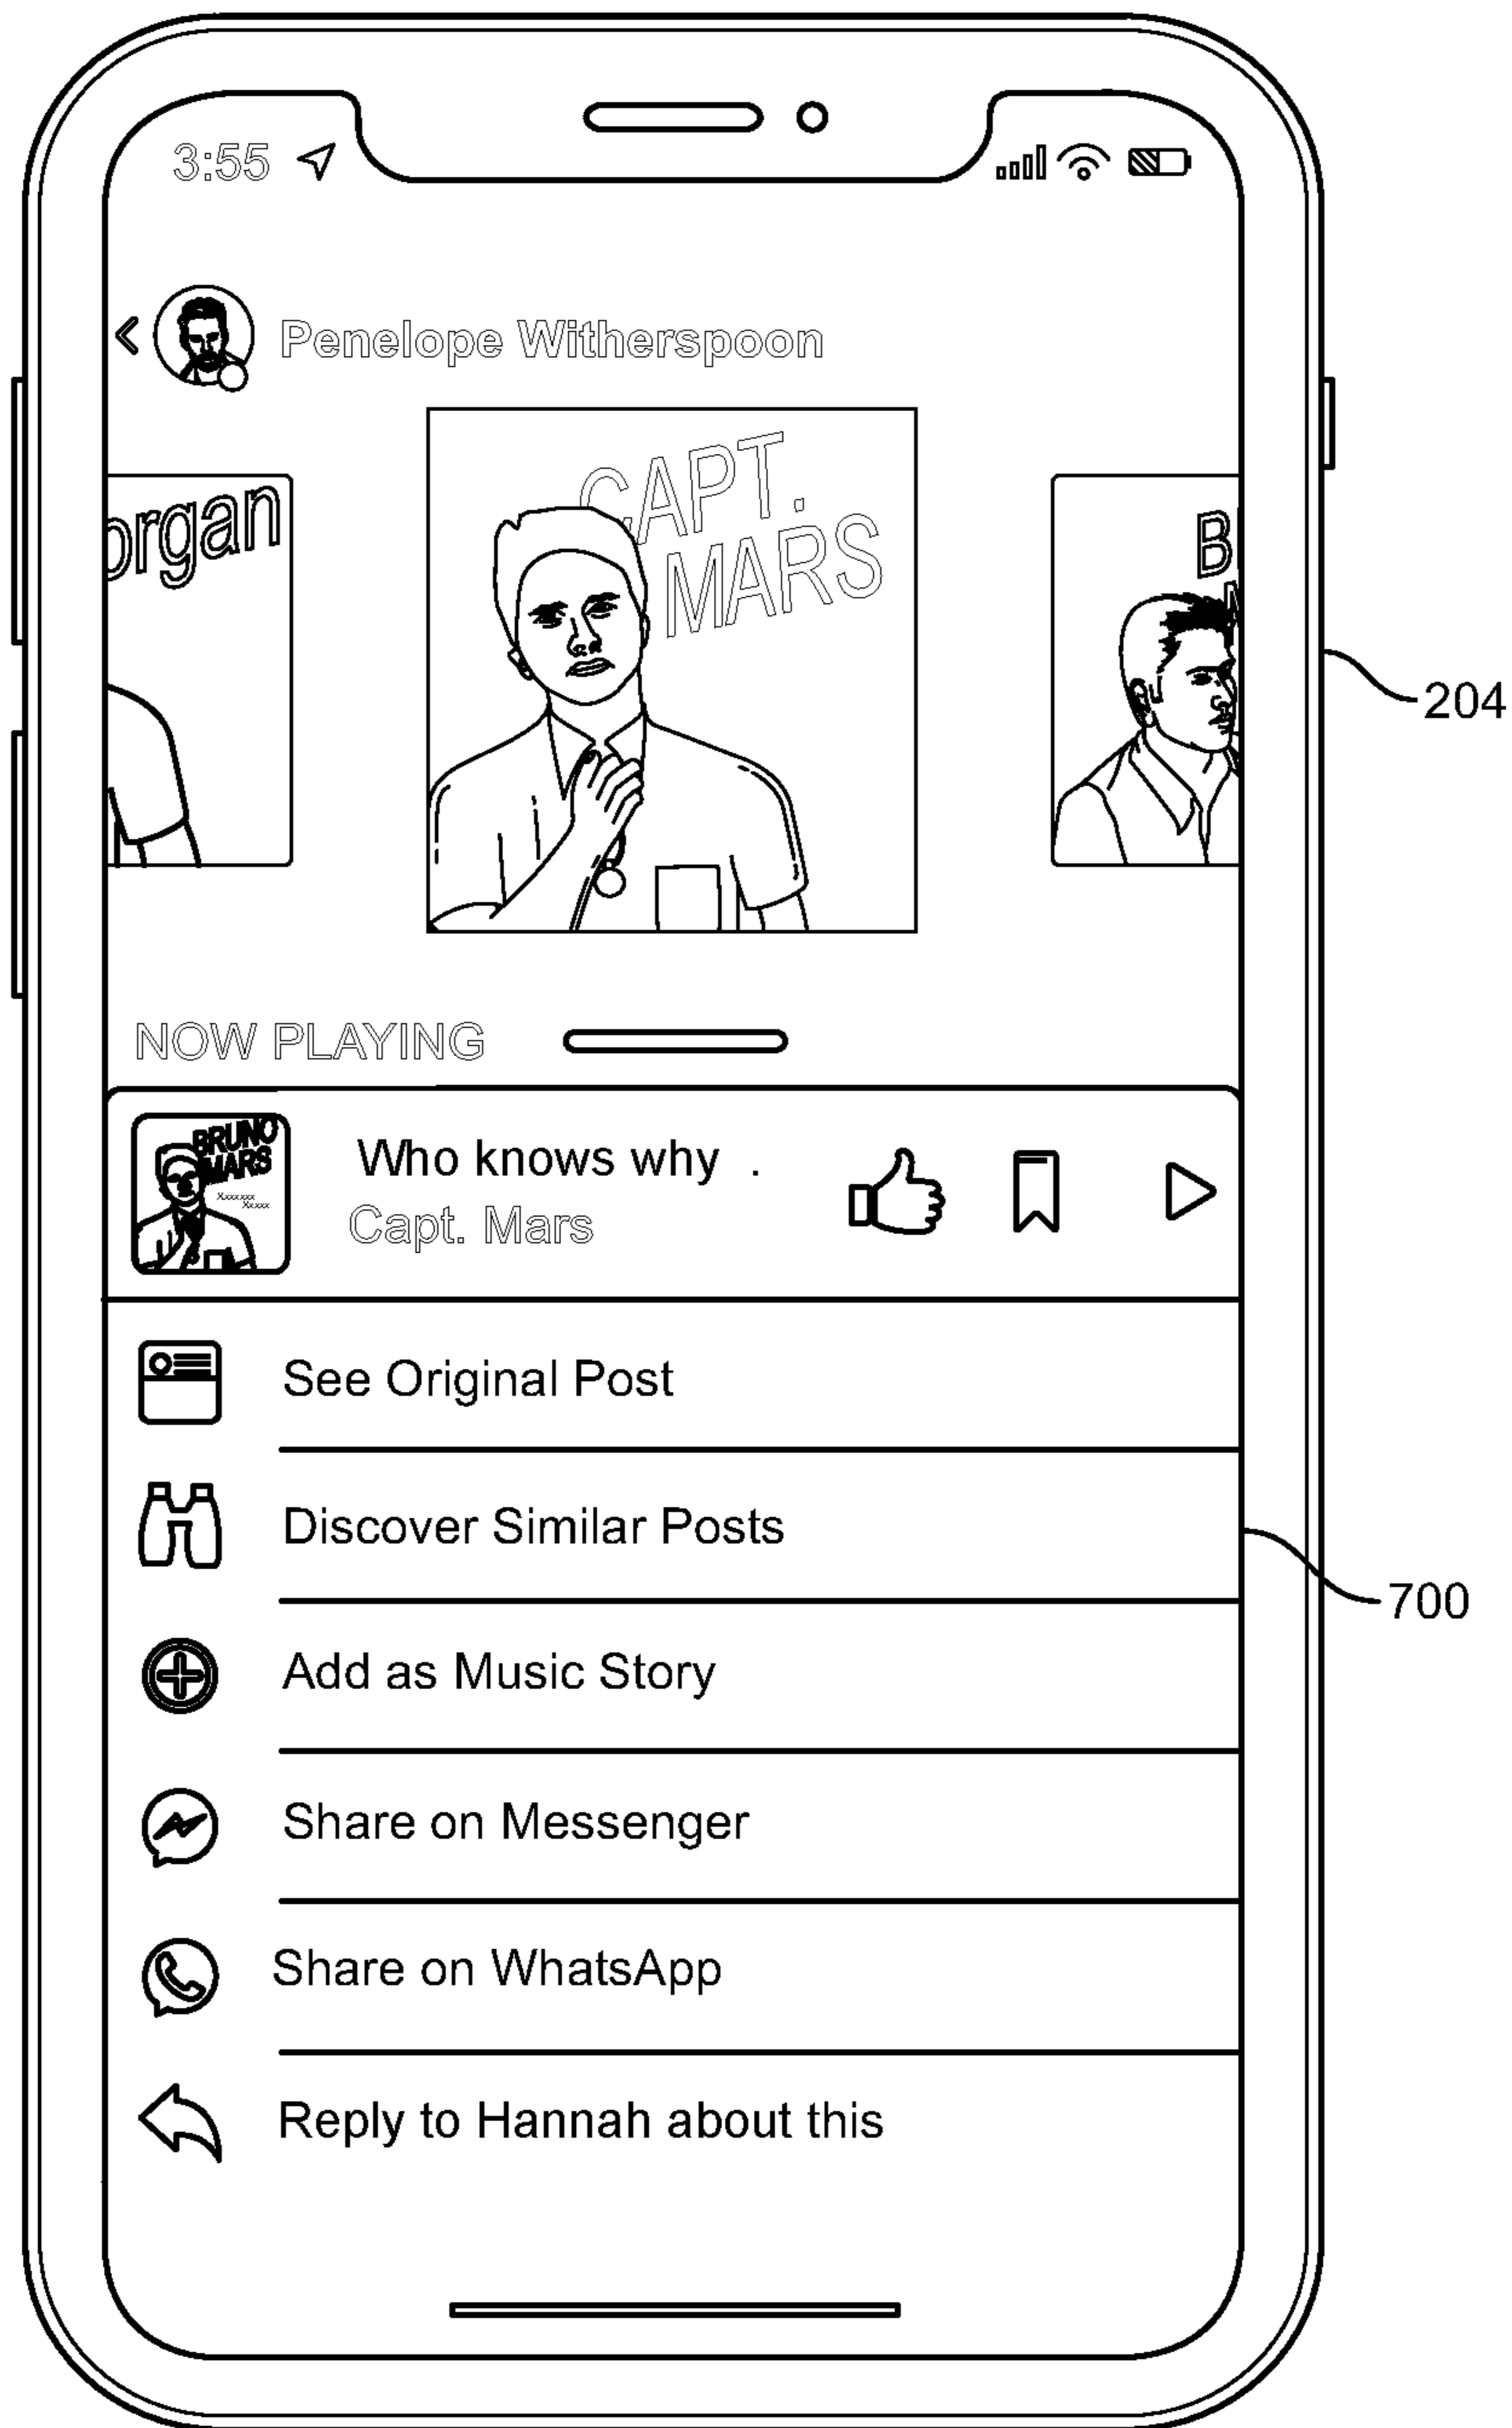 3:55
Penelope Witherspoon
organ
CAPT.
MARS
B
204
NOW PLAYING
BRUNO
MARS
Xxxxxxx
Xxxxx
Who knows why .
Capt. Mars
See Original Post
Discover Similar Posts
700
Add as Music Story
Share on Messenger
Share on WhatsApp
Reply to Hannah about this